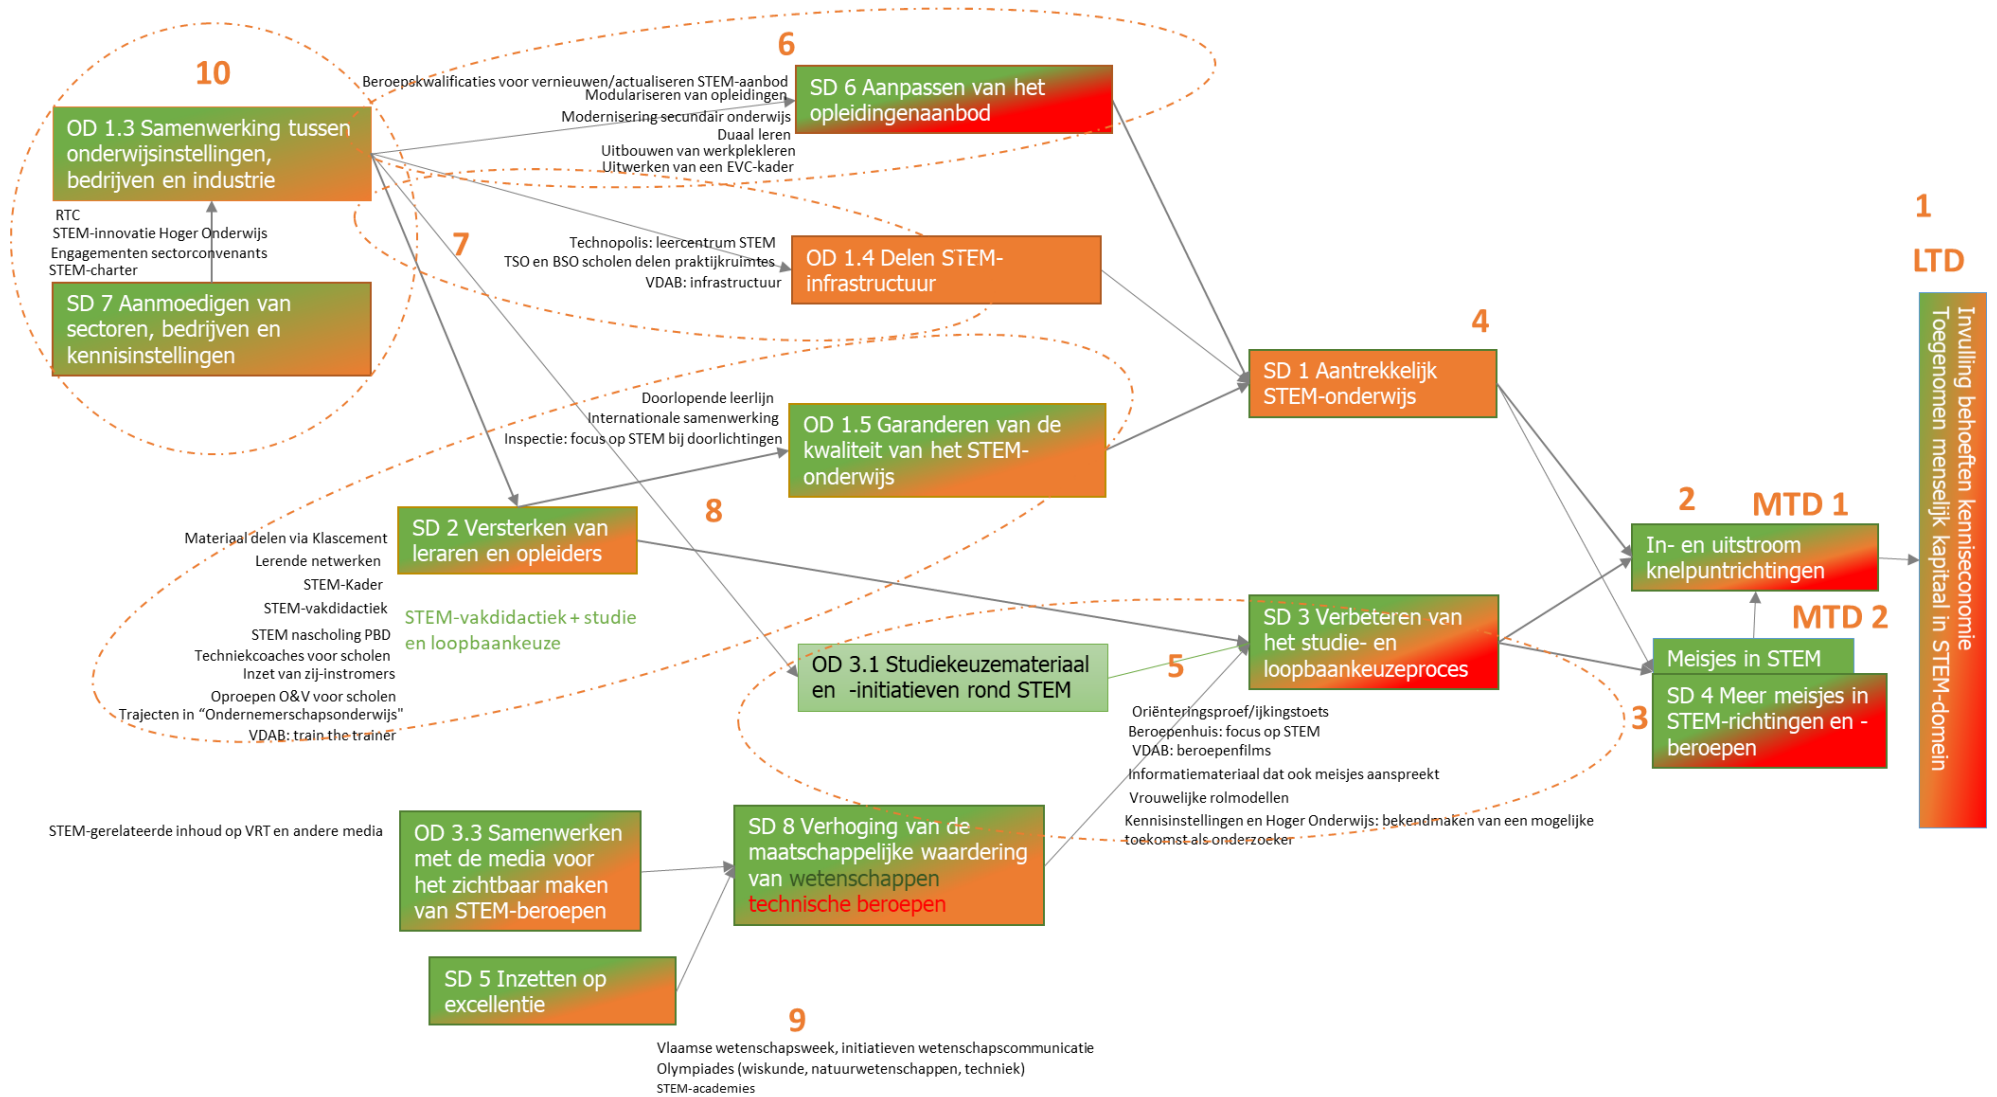 10
OD 1.3 Samenwerking tussen
onderwijsinstellingen,
bedrijven en industrie
RTC
STEM-innovatie Hoger Onderwijs
Engagementen sectorconvenants
STEM-charter
SD 7 Aanmoedigen van
sectoren, bedrijven en
kennisinstellingen
6
Beroepskwalificaties voor vernieuwen/actualiseren STEM-aanbod
Modulariseren van opleidingen
Modernisering secundair onderwijs
Duaal leren
Uitbouwen van werkplekleren
Uitwerken van een EVC-kader
SD 6 Aanpassen van het
opleidingenaanbod
7
Technopolis: leercentrum STEM
TSO en BSO scholen delen praktijkruimtes
VDAB: infrastructuur
OD 1.4 Delen STEM-
infrastructuur
Doorlopende leerlijn
Internationale samenwerking
Inspectie: focus op STEM bij doorlichtingen
OD 1.5 Garanderen van de
kwaliteit van het STEM-
onderwijs
8
SD 2 Versterken van
leraren en opleiders
Materiaal delen via Klascement
Lerende netwerken
STEM-Kader
STEM-vakdidactiek
STEM nascholing PBD
Techniekcoaches voor scholen
Inzet van zij-instromers
Oproepen O&V voor scholen
Trajecten in “Ondernemerschapsonderwijs"
VDAB: train the trainer
STEM-vakdidactiek + studie
en loopbaankeuze
OD 3.1 Studiekeuzemateriaal
en -initiatieven rond STEM
5
4
SD 1 Aantrekkelijk
STEM-onderwijs
SD 3 Verbeteren van
het studie- en
loopbaankeuzeproces
Oriënteringsproef/ijkingstoets
Beroepenhuis: focus op STEM
VDAB: beroepenfilms
Informatiemateriaal dat ook meisjes aanspreekt
Vrouwelijke rolmodellen
Kennisinstellingen en Hoger Onderwijs: bekendmaken van een mogelijke
toekomst als onderzoeker
STEM-gerelateerde inhoud op VRT en andere media
OD 3.3 Samenwerken
met de media voor
het zichtbaar maken
van STEM-beroepen
SD 8 Verhoging van de
maatschappelijke waardering
van wetenschappen
technische beroepen
SD 5 Inzetten op
excellentie
9
Vlaamse wetenschapsweek, initiatieven wetenschapscommunicatie
Olympiades (wiskunde, natuurwetenschappen, techniek)
STEM-academies
2
MTD 1
In- en uitstroom
knelpuntrichtingen
MTD 2
Meisjes in STEM
3
SD 4 Meer meisjes in
STEM-richtingen en -
beroepen
1
LTD
Invulling behoeften kenniseconomie
Toegenomen menselijk kapitaal in STEM-domein